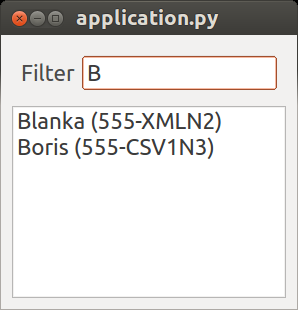 application.py
Filter B
Blanka (555-XMLN2)
Boris (555-CSV1N3)